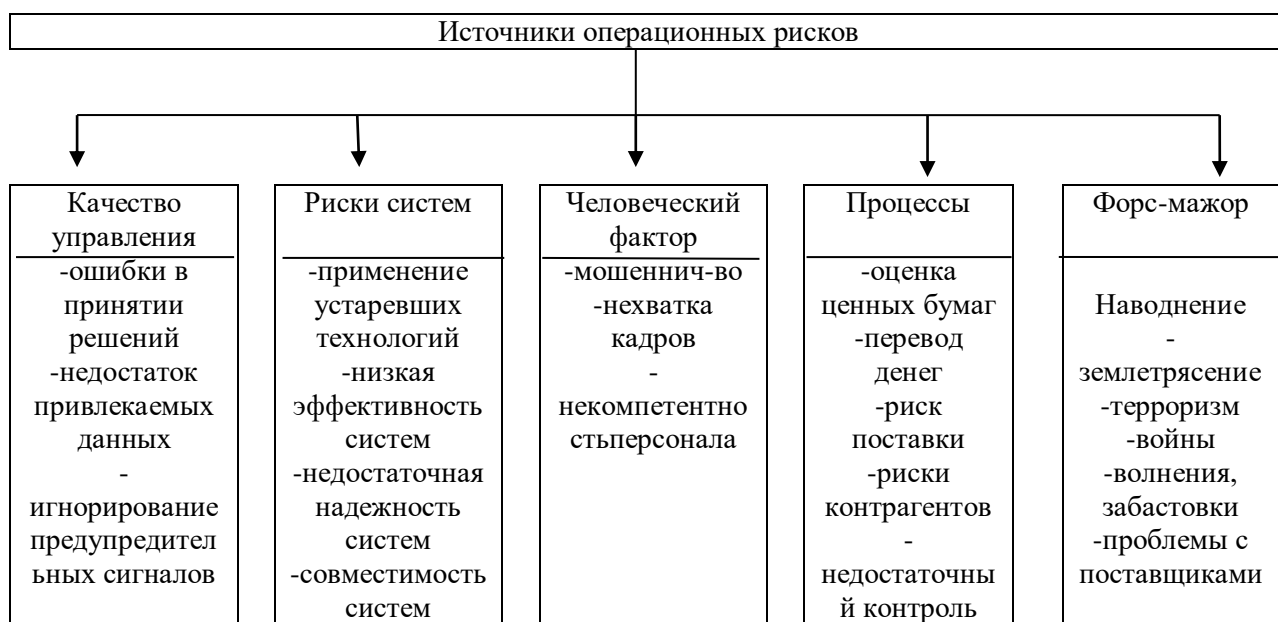 Источники операционных рисков
Качество
управления
-ошибки в
принятии
решений
-недостаток
привлекаемых
данных
-
игнорирование
предупредител
ьных сигналов
Риски систем
-применение
устаревших
технологий
-низкая
эффективность
систем
-недостаточная
надежность
систем
-совместимость
систем
Человеческий
фактор
-мошеннич-во
-нехватка
кадров
-
некомпетентно
стьперсонала
Процессы
-оценка
ценных бумаг
-перевод
денег
-риск
поставки
-риски
контрагентов
-
недостаточны
й контроль
Форс-мажор
Наводнение
-
землетрясение
-терроризм
-войны
-волнения,
забастовки
-проблемы с
поставщиками